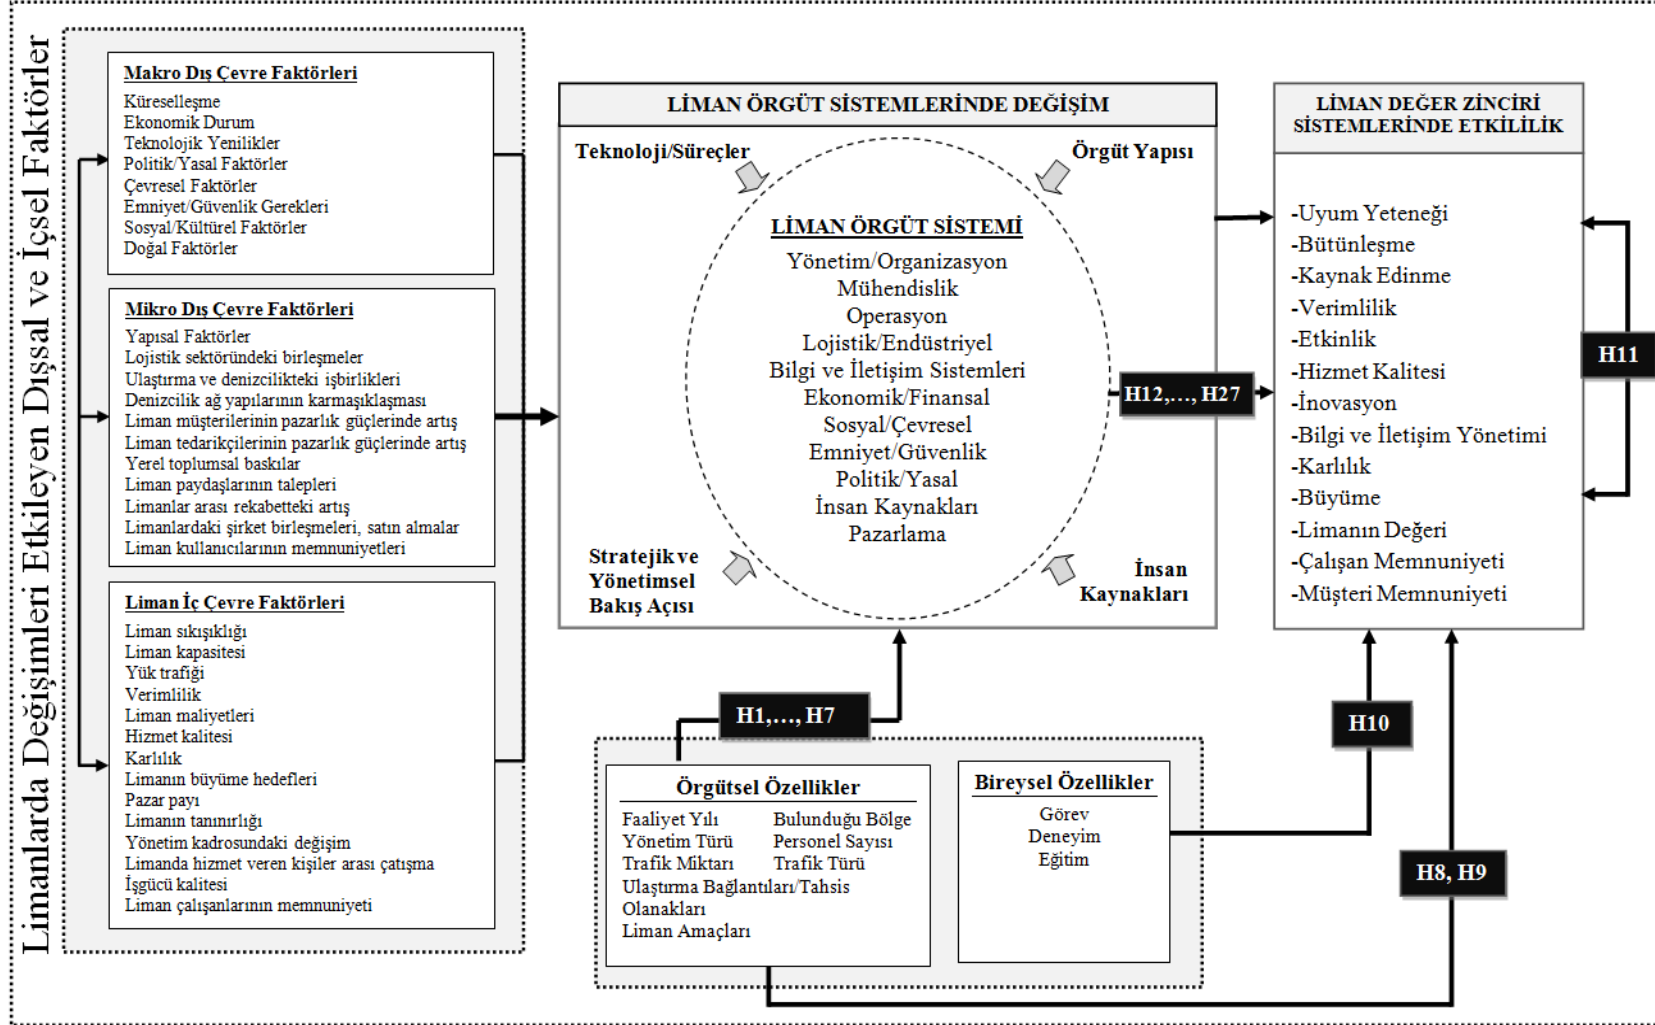 Limanlarda Değişimleri Etkileyen Dışsal ve İçsel Faktörler
Makro Dış Çevre Faktörleri
Küreselleşme
Ekonomik Durum
Teknolojik Yenilikler
Politik/Yasal Faktörler
Çevresel Faktörler
Emniyet/Güvenlik Gerekleri
Sosyal/Kültürel Faktörler
Doğal Faktörler
Mikro Dış Çevre Faktörleri
Yapısal Faktörler
Lojistik sektöründeki birleşmeler
Ulaştırma ve denizcilikteki işbirlikleri
Denizcilik ağ yapılarının karmaşıklaşması
Liman müşterilerinin pazarlık güçlerinde artış
Liman tedarikçilerinin pazarlık güçlerinde artış
Yerel toplumsal baskılar
Liman paydaşlarının talepleri
Limanlar arası rekabetteki artış
Limanlardaki şirket birleşmeleri, satın almalar
Liman kullanıcılarının memnuniyetleri
Liman İç Çevre Faktörleri
Liman sıkışıklığı
Liman kapasitesi
Yük trafiği
Verimlilik
Liman maliyetleri
Hizmet kalitesi
Karlılık
Limanın büyüme hedefleri
Pazar payı
Limanın tanınırlığı
Yönetim kadrosundaki değişim
Limanda hizmet veren kişiler arası çatışma
İşgücü kalitesi
Liman çalışanlarının memnuniyeti
LİMAN ÖRGÜT SİSTEMLERİNDE DEĞİŞİM
Teknoloji/Süreçler
Örgüt Yapısı
LİMAN ÖRGÜT SİSTEMİ
Yönetim/Organizasyon
Mühendislik
Operasyon
Lojistik/Endüstriyel
Bilgi ve İletişim Sistemleri
Ekonomik/Finansal
Sosyal/Çevresel
Emniyet/Güvenlik
Politik/Yasal
İnsan Kaynakları
Pazarlama
Stratejik ve
Yönetimsel
Bakış Açısı
İnsan
Kaynakları
H12,…, H27
LİMAN DEĞER ZİNCİRİ
SİSTEMLERİNDE ETKİLİLİK
-Uyum Yeteneği
-Bütünleşme
-Kaynak Edinme
-Verimlilik
-Etkinlik
-Hizmet Kalitesi
-İnovasyon
-Bilgi ve İletişim Yönetimi
-Karlılık
-Büyüme
-Limanın Değeri
-Çalışan Memnuniyeti
-Müşteri Memnuniyeti
H11
H1,…, H7
H10
H8, H9
Örgütsel Özellikler
Faaliyet Yılı Bulunduğu Bölge
Yönetim Türü Personel Sayısı
Trafik Miktarı Trafik Türü
Ulaştırma Bağlantıları/Tahsis
Olanakları
Liman Amaçları
Bireysel Özellikler
Görev
Deneyim
Eğitim